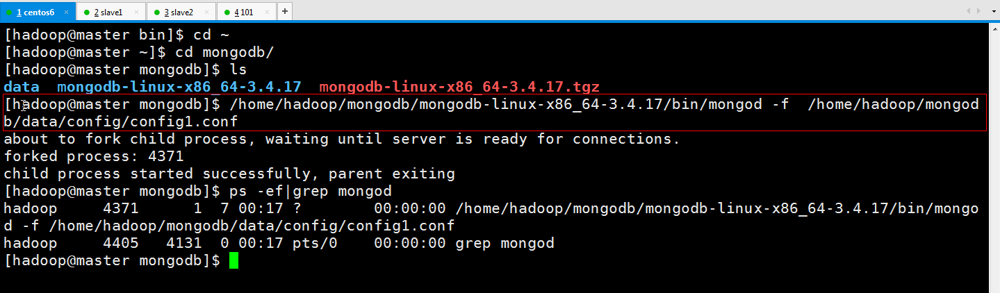 1 centos6 × 2 slave1 × 3 slave2 × 4 101 × +
[hadoop@master bin]$ cd ~
[hadoop@master ~]$ cd mongodb/
[hadoop@master mongodb]$ ls
data  mongodb-linux-x86_64-3.4.17  mongodb-linux-x86_64-3.4.17.tgz
[hadoop@master mongodb]$ /home/hadoop/mongodb/mongodb-linux-x86_64-3.4.17/bin/mongod -f  /home/hadoop/mongod
b/data/config/config1.conf
about to fork child process, waiting until server is ready for connections.
forked process: 4371
child process started successfully, parent exiting
[hadoop@master mongodb]$ ps -ef|grep mongod
hadoop     4371      1  7 00:17 ?        00:00:00 /home/hadoop/mongodb/mongodb-linux-x86_64-3.4.17/bin/mongo
d -f /home/hadoop/mongodb/data/config/config1.conf
hadoop     4405   4131  0 00:17 pts/0    00:00:00 grep mongod
[hadoop@master mongodb]$